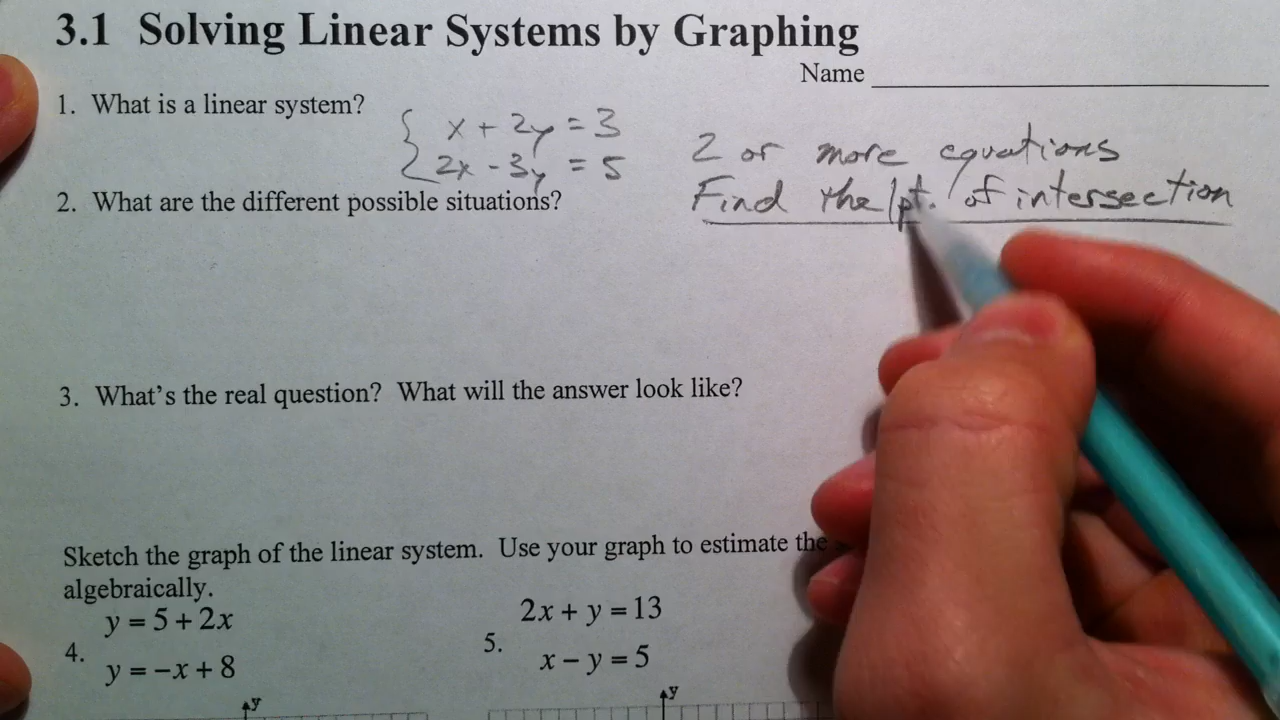 3.1 Solving Linear Systems by Graphing
Name
1. What is a linear system?
{ x + 2y = 3
2x - 3y = 5
2 or more equations
Find the pt. of intersection
2. What are the different possible situations?
3. What's the real question? What will the answer look like?
Sketch the graph of the linear system. Use your graph to estimate the
algebraically.
4. y = 5 + 2x
y = −x + 8
5. 2x + y = 13
x − y = 5
y
y